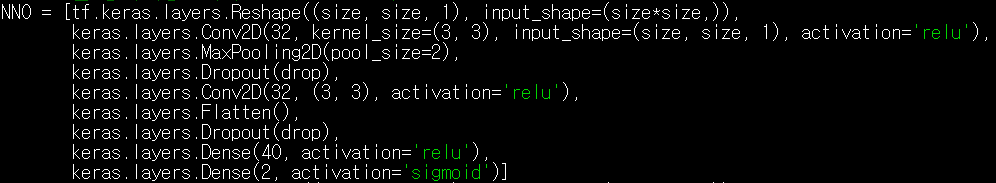 NNO = [tf.keras.layers.Reshape((size, size, 1), input_shape=(size*size,)),
keras.layers.Conv2D(32, kernel_size=(3, 3), input_shape=(size, size, 1), activation='relu'),
keras.layers.MaxPooling2D(pool_size=2),
keras.layers.Dropout(drop),
keras.layers.Conv2D(32, (3, 3), activation='relu'),
keras.layers.Flatten(),
keras.layers.Dropout(drop),
keras.layers.Dense(40, activation='relu'),
keras.layers.Dense(2, activation='sigmoid')]